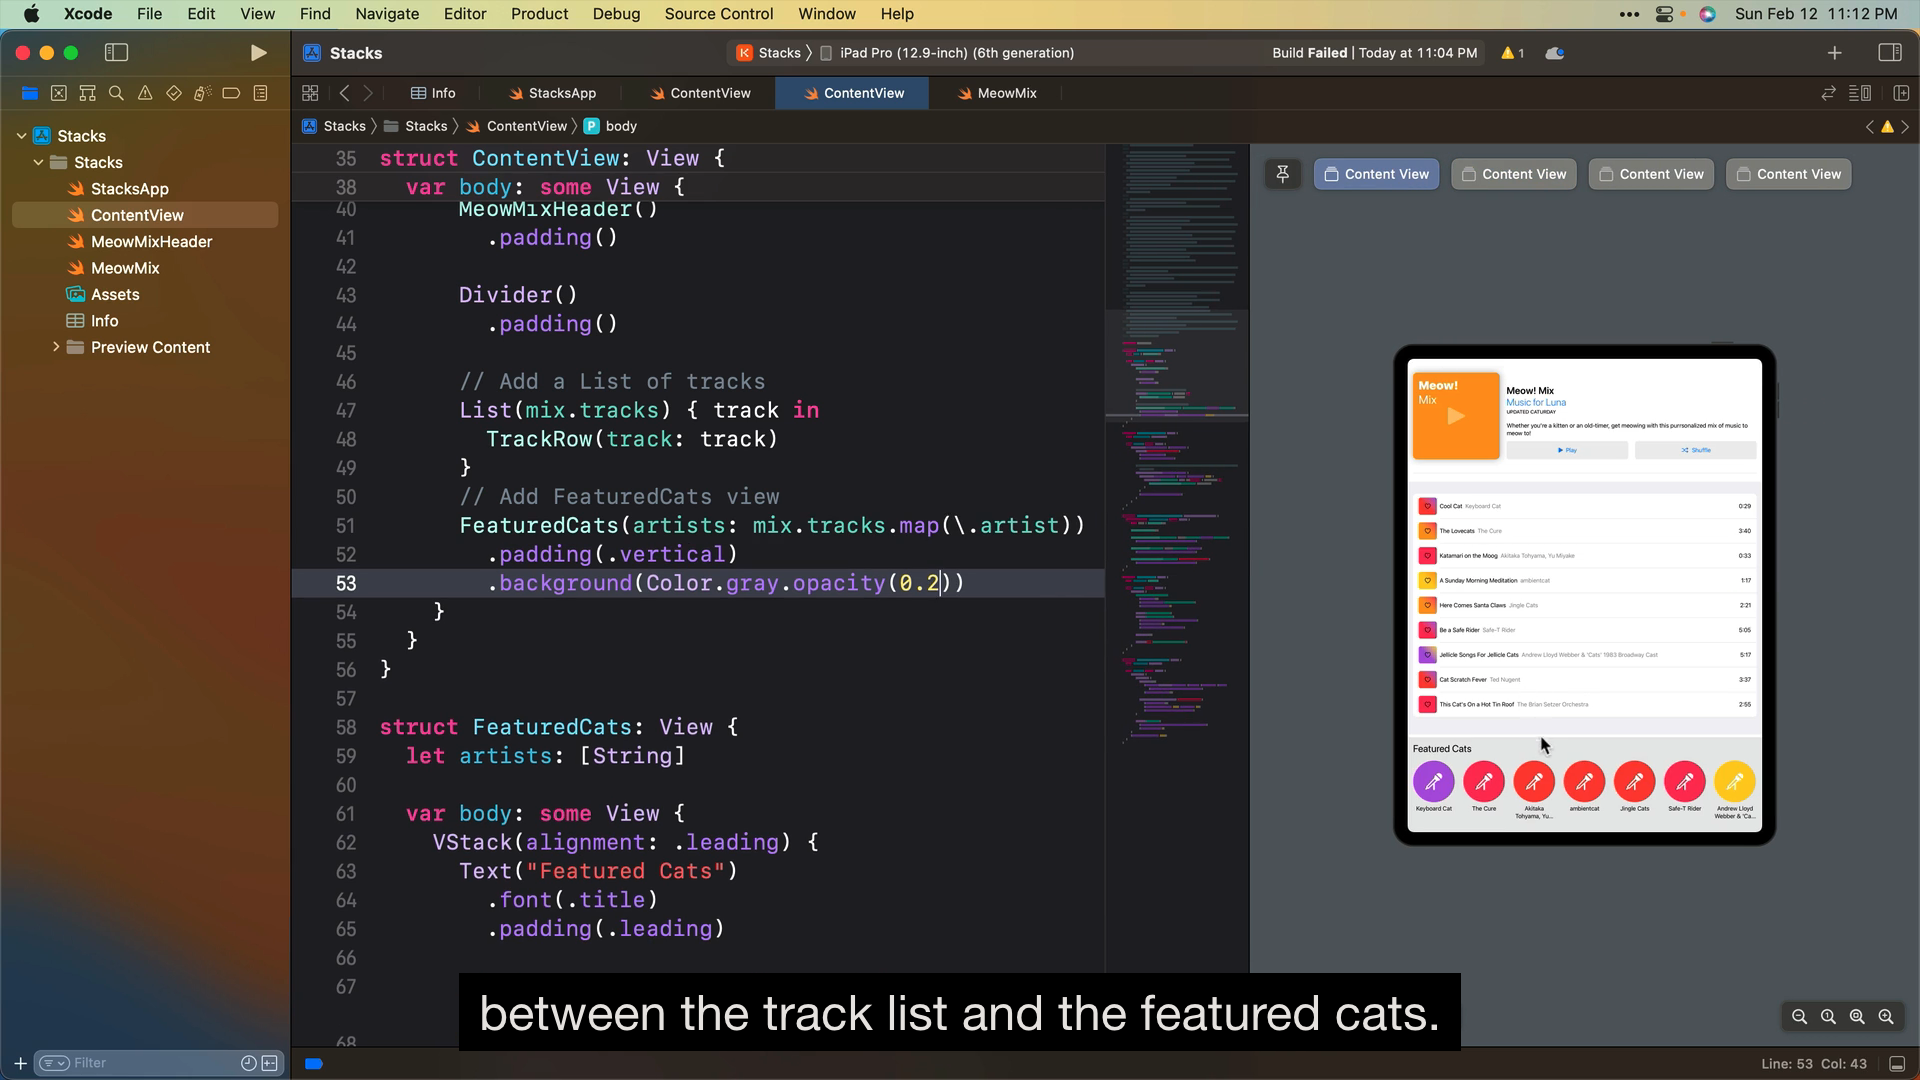 Xcode File Edit View Find Navigate Editor Product Debug Source Control Window Help Sun Feb 12 11:12 PM
Stacks
Stacks iPad Pro (12.9-inch) (6th generation) Build Failed | Today at 11:04 PM 1
Info StacksApp ContentView ContentView MeowMix
Stacks Stacks ContentView body
Stacks
Stacks
StacksApp
ContentView
MeowMixHeader
MeowMix
Assets
Info
Preview Content
Filter
35 struct ContentView: View {
38 var body: some View {
40 MeowMixHeader()
41 .padding()
42
43 Divider()
44 .padding()
45
46 // Add a List of tracks
47 List(mix.tracks) { track in
48 TrackRow(track: track)
49 }
50 // Add FeaturedCats view
51 FeaturedCats(artists: mix.tracks.map(\.artist))
52 .padding(.vertical)
53 .background(Color.gray.opacity(0.2))
54 }
55 }
56 }
57
58 struct FeaturedCats: View {
59 let artists: [String]
60
61 var body: some View {
62 VStack(alignment: .leading) {
63 Text("Featured Cats")
64 .font(.title)
65 .padding(.leading)
66
67
68
Content View Content View Content View Content View
Meow!
Mix
Meow! Mix
Music for Luna
UPDATED CATURDAY
Whether you're a kitten or an old-timer, get meowing with this purrsonalized mix of music to
meow to!
Play Shuffle
Cool Cat Keyboard Cat 0:29
The Lovecats The Cure 3:40
Katamari on the Moog Akitaka Tohyama, Yu Miyake 0:33
A Sunday Morning Meditation ambientcat 1:17
Here Comes Santa Claws Jingle Cats 2:21
Be a Safe Rider Safe-T Rider 5:05
Jellicle Songs For Jellicle Cats Andrew Lloyd Webber & 'Cats' 1983 Broadway Cast 5:17
Cat Scratch Fever Ted Nugent 3:37
This Cat's On a Hot Tin Roof The Brian Setzer Orchestra 2:55
Featured Cats
Keyboard Cat The Cure Akitaka Tohyama, Yu... ambientcat Jingle Cats Safe-T Rider Andrew Lloyd Webber & 'Ca...
between the track list and the featured cats.
Line: 53 Col: 43